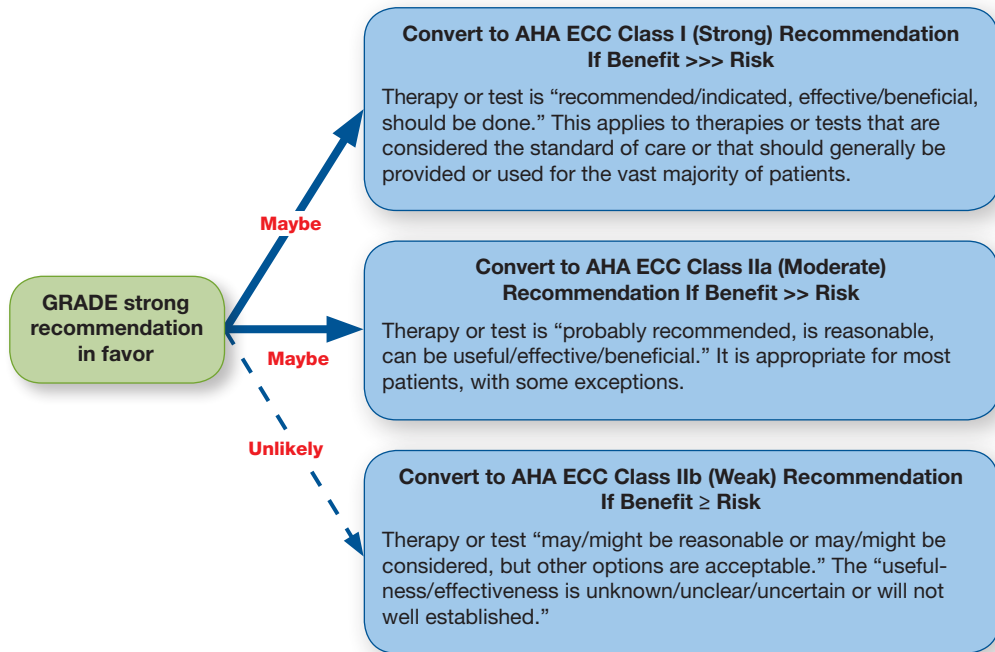 Convert to AHA ECC Class I (Strong) Recommendation
If Benefit >>> Risk
Therapy or test is “recommended/indicated, effective/beneficial,
should be done.” This applies to therapies or tests that are
considered the standard of care or that should generally be
provided or used for the vast majority of patients.
Maybe
Convert to AHA ECC Class IIa (Moderate)
Recommendation If Benefit >> Risk
GRADE strong
recommendation
in favor
Therapy or test is “probably recommended, is reasonable,
can be useful/effective/beneficial.” It is appropriate for most
patients, with some exceptions.
Maybe
Unlikely
Convert to AHA ECC Class IIb (Weak) Recommendation
If Benefit ≥ Risk
Therapy or test “may/might be reasonable or may/might be
considered, but other options are acceptable.” The “useful-
ness/effectiveness is unknown/unclear/uncertain or will not
well established.”